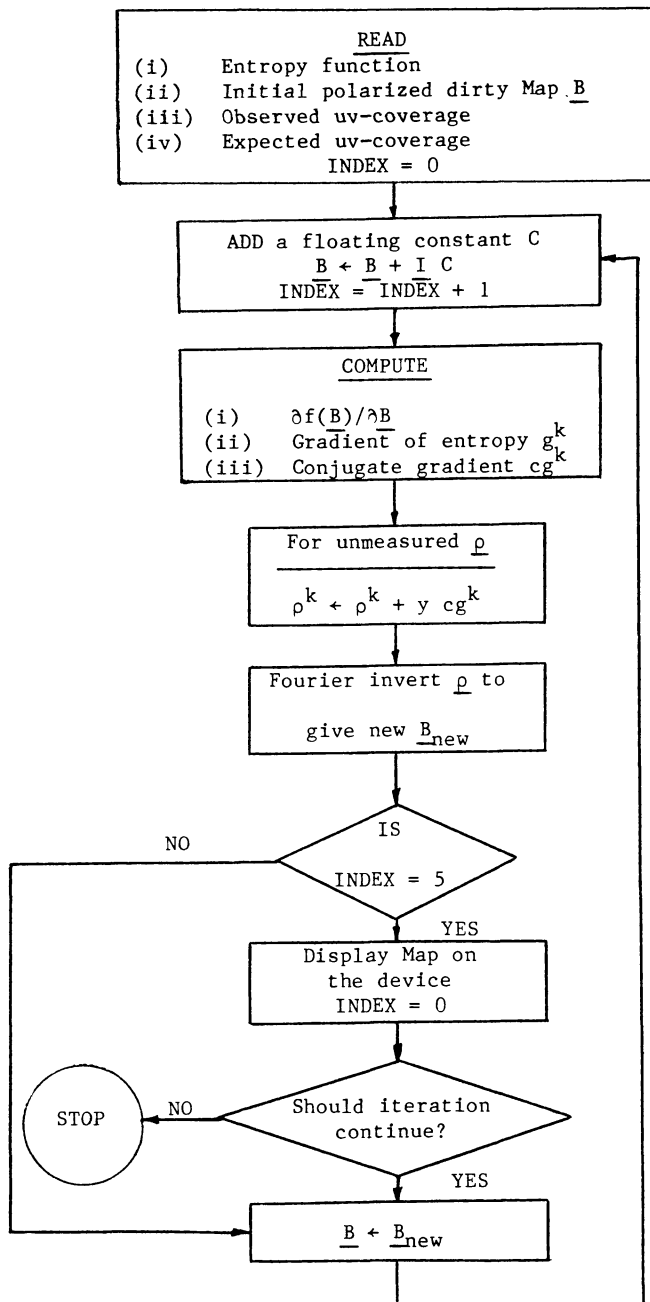 READ
(i) Entropy function
(ii) Initial polarized dirty Map B
(iii) Observed uv-coverage
(iv) Expected uv-coverage
INDEX = 0
ADD a floating constant C
B ← B + I C
INDEX = INDEX + 1
COMPUTE
(i) ∂f(B)/∂B
(ii) Gradient of entropy g^k
(iii) Conjugate gradient cg^k
For unmeasured ρ
ρ^k ← ρ^k + y cg^k
Fourier invert ρ to
give new B_new
IS
NO
INDEX = 5
YES
Display Map on
the device
INDEX = 0
STOP
NO
Should iteration
continue?
YES
B ← B_new